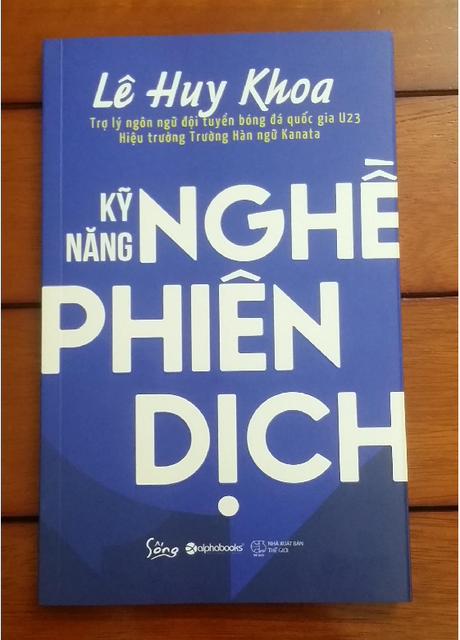 Lê Huy Khoa
Trợ lý ngôn ngữ đội tuyển bóng đá quốc gia U23
Hiệu trưởng Trường Hàn ngữ Kanata
KỸ
NĂNG NGHỀ
PHIÊN
DỊCH
Sống alphabooks NHÀ XUẤT BẢN
THẾ GIỚI